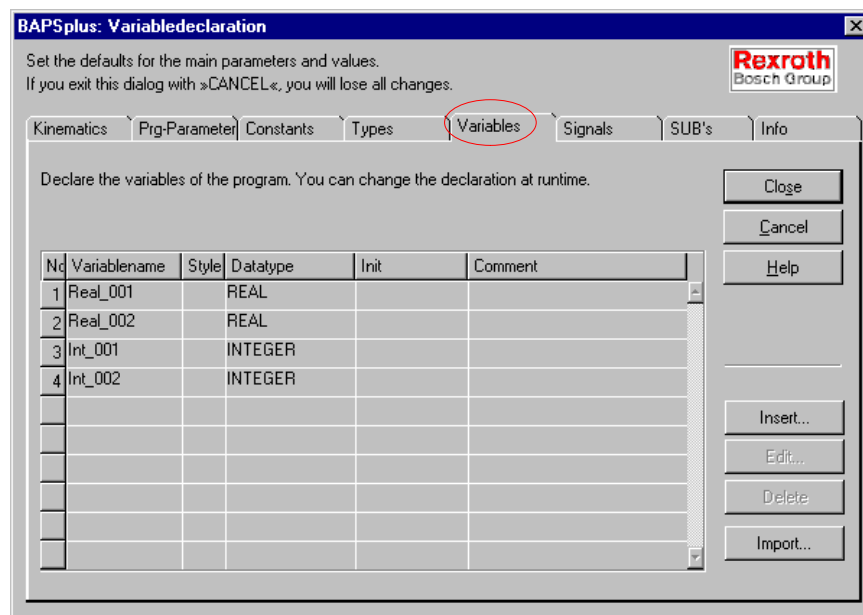 BAPSplus: Variabledeclaration
Set the defaults for the main parameters and values.
If you exit this dialog with »CANCEL«, you will lose all changes.
Rexroth
Bosch Group
Kinematics Prg-Parameter Constants Types Variables Signals SUB's Info
Declare the variables of the program. You can change the declaration at runtime.
Close
Cancel
Help
No Variablename Style Datatype Init Comment
1 Real_001 REAL
2 Real_002 REAL
3 Int_001 INTEGER
4 Int_002 INTEGER
Insert...
Edit...
Delete
Import...